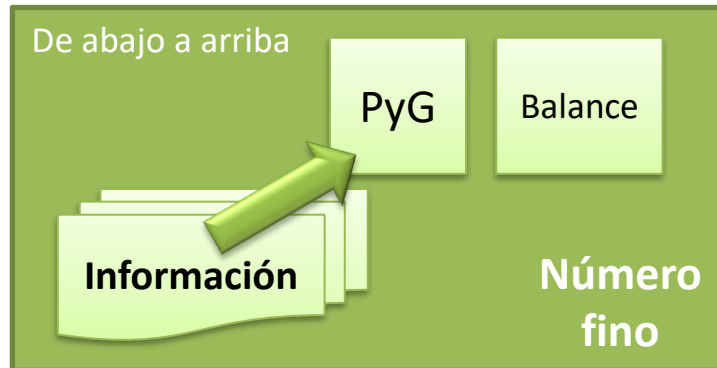 De abajo a arriba
PyG
Balance
Información
Número
fino